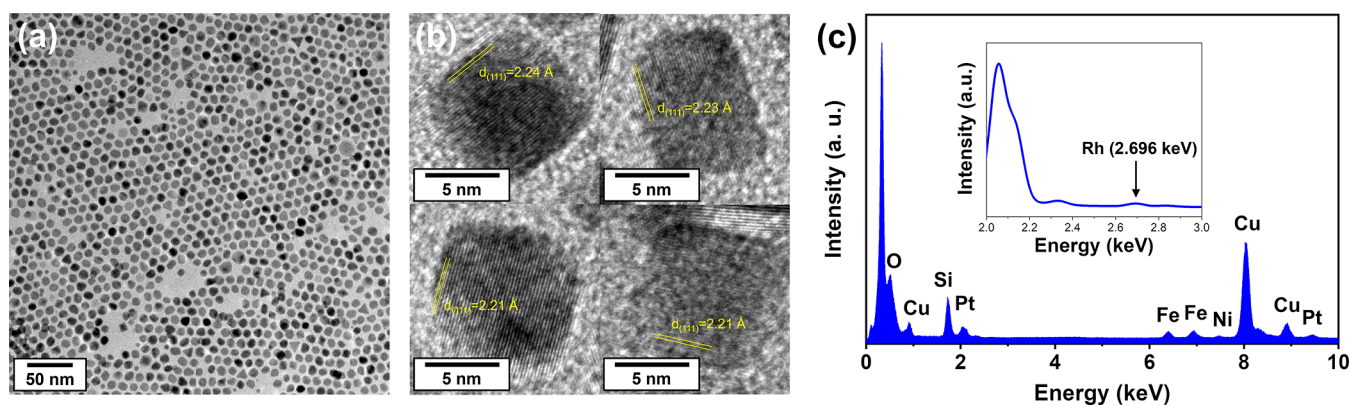 (a)
50 nm
(b)
d(111)=2.24 Å
5 nm
d(111)=2.23 Å
5 nm
d(111)=2.21 Å
5 nm
d(111)=2.21 Å
5 nm
(c)
Intensity (a. u.)
O
Cu
Si
Pt
Fe
Fe
Ni
Cu
Cu
Pt
0
2
4
6
8
10
Energy (keV)
Intensity (a.u.)
Rh (2.696 keV)
2.0
2.2
2.4
2.6
2.8
3.0
Energy (keV)